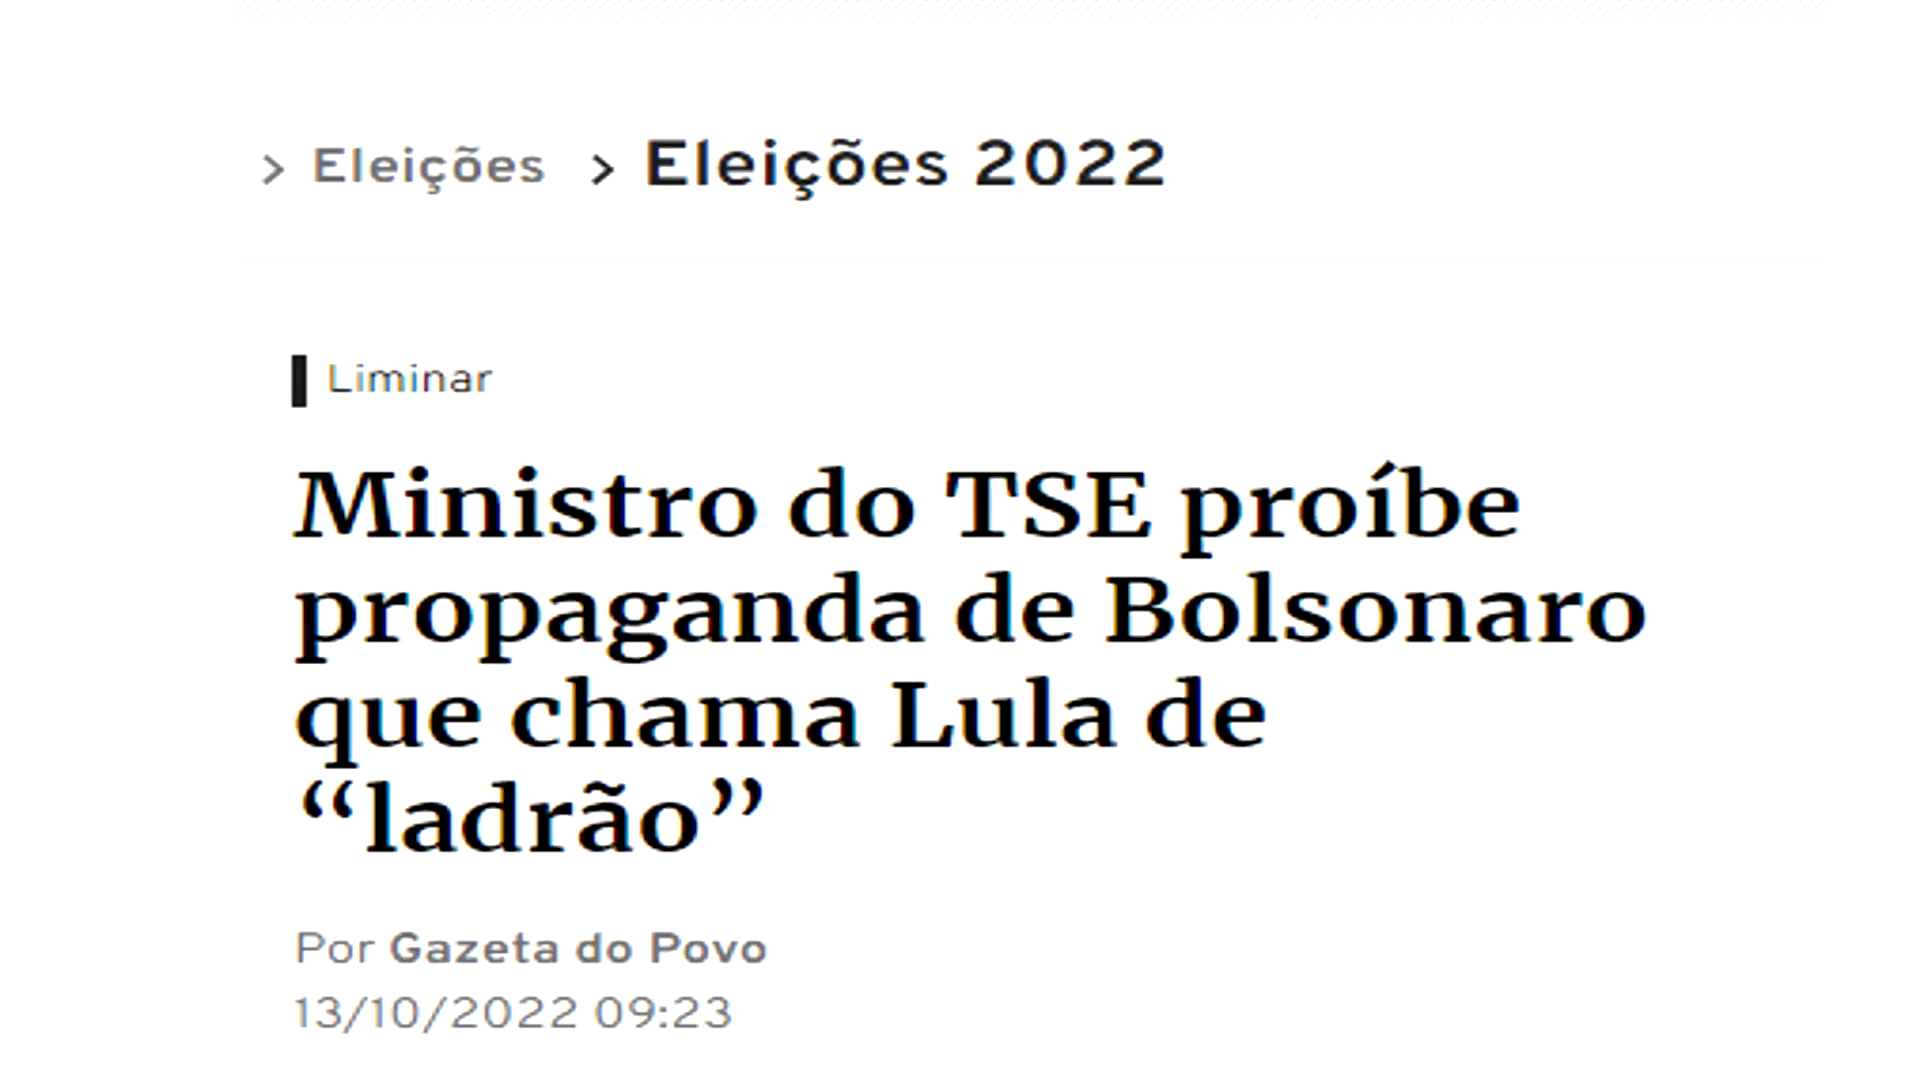 > Eleições > Eleições 2022
Liminar
Ministro do TSE proíbe
propaganda de Bolsonaro
que chama Lula de
“ladrão”
Por Gazeta do Povo
13/10/2022 09:23